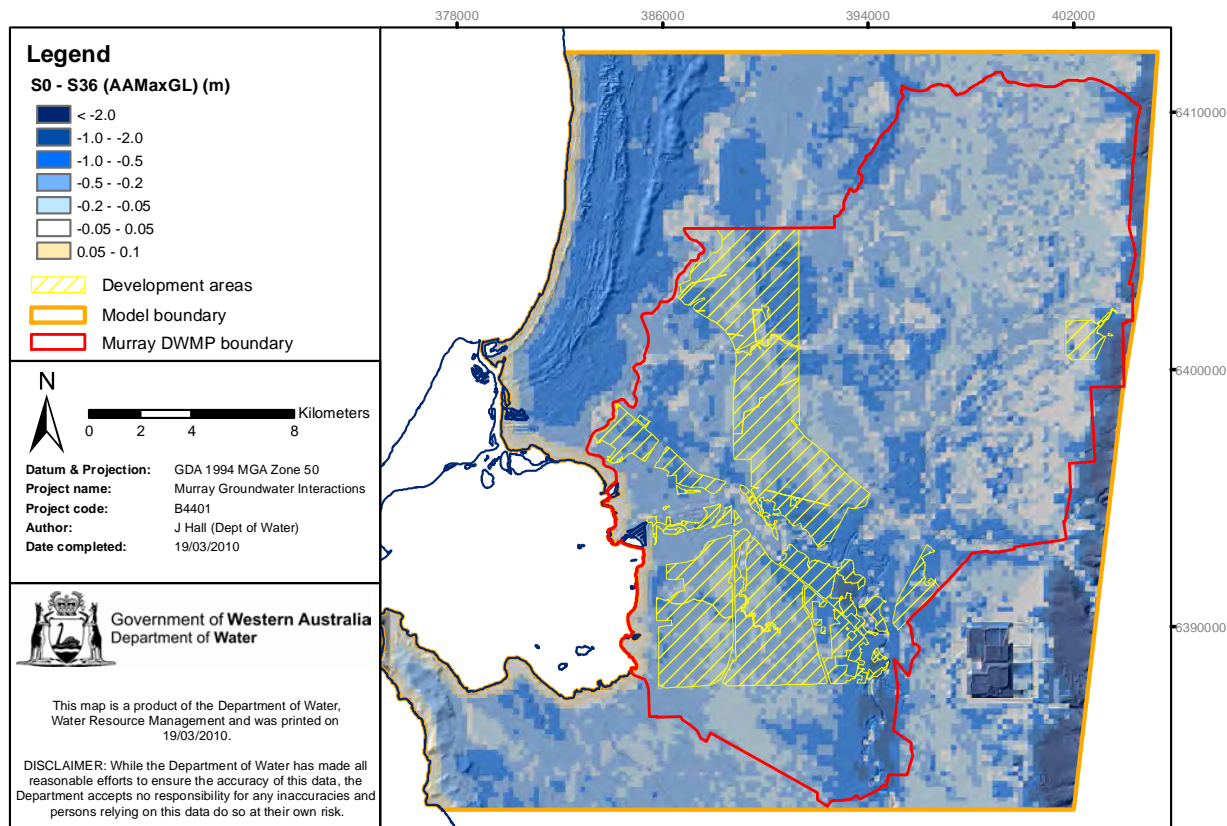 378000
386000
394000
402000
Legend
S0 - S36 (AAMaxGL) (m)
< -2.0
-1.0 - -2.0
-1.0 - -0.5
-0.5 - -0.2
-0.2 - -0.05
-0.05 - 0.05
0.05 - 0.1
Development areas
Model boundary
Murray DWMP boundary
N
Kilometers
0 2 4 8
Datum & Projection: GDA 1994 MGA Zone 50
Project name: Murray Groundwater Interactions
Project code: B4401
Author: J Hall (Dept of Water)
Date completed: 19/03/2010
Government of Western Australia
Department of Water
This map is a product of the Department of Water,
Water Resource Management and was printed on
19/03/2010.
DISCLAIMER: While the Department of Water has made all
reasonable efforts to ensure the accuracy of this data, the
Department accepts no responsibility for any inaccuracies and
persons relying on this data do so at their own risk.
6410000
6400000
6390000